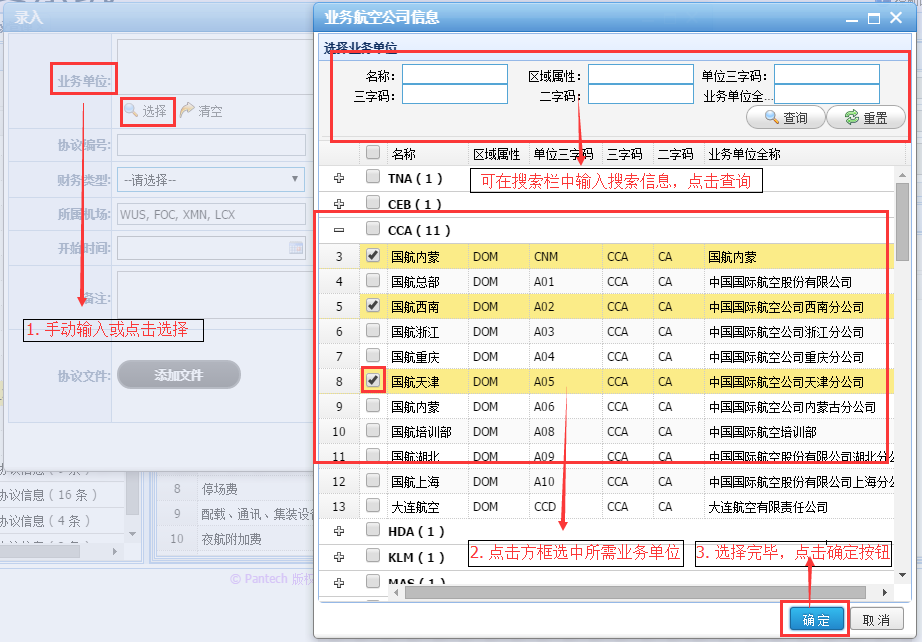 录入
业务单位:
选择 清空
协议编号:
财务类型: --请选择--
所属机场: WUS, FOC, XMN, LCX
开始时间:
备注:
1. 手动输入或点击选择
协议文件: 添加文件
协议信息（16 条）
协议信息（4 条）
8 停场费
9 配载、通讯、集装设
10 夜航附加费
© Pantech 版权
业务航空公司信息
选择业务单位
名称: 区域属性: 单位三字码:
三字码: 二字码: 业务单位全...
查询 重置
名称 区域属性 单位三字码 三字码 二字码 业务单位全称
TNA ( 1 )
可在搜索栏中输入搜索信息，点击查询
CEB ( 1 )
CCA ( 11 )
3 国航内蒙 DOM CNM CCA CA 国航内蒙
4 国航总部 DOM A01 CCA CA 中国国际航空股份有限公司
5 国航西南 DOM A02 CCA CA 中国国际航空公司西南分公司
6 国航浙江 DOM A03 CCA CA 中国国际航空公司浙江分公司
7 国航重庆 DOM A04 CCA CA 中国国际航空公司重庆分公司
8 国航天津 DOM A05 CCA CA 中国国际航空公司天津分公司
9 国航内蒙 DOM A06 CCA CA 中国国际航空公司内蒙古分公司
10 国航培训部 DOM A08 CCA CA 中国国际航空培训部
11 国航湖北 DOM A09 CCA CA 中国国际航空股份有限公司湖北分
12 国航上海 DOM A10 CCA CA 中国国际航空股份有限公司上海分公
13 大连航空 DOM CCD CCA CA 大连航空有限责任公司
HDA ( 1 )
2. 点击方框选中所需业务单位
3. 选择完毕，点击确定按钮
KLM ( 1 )
MAS ( 1 )
确定 取消